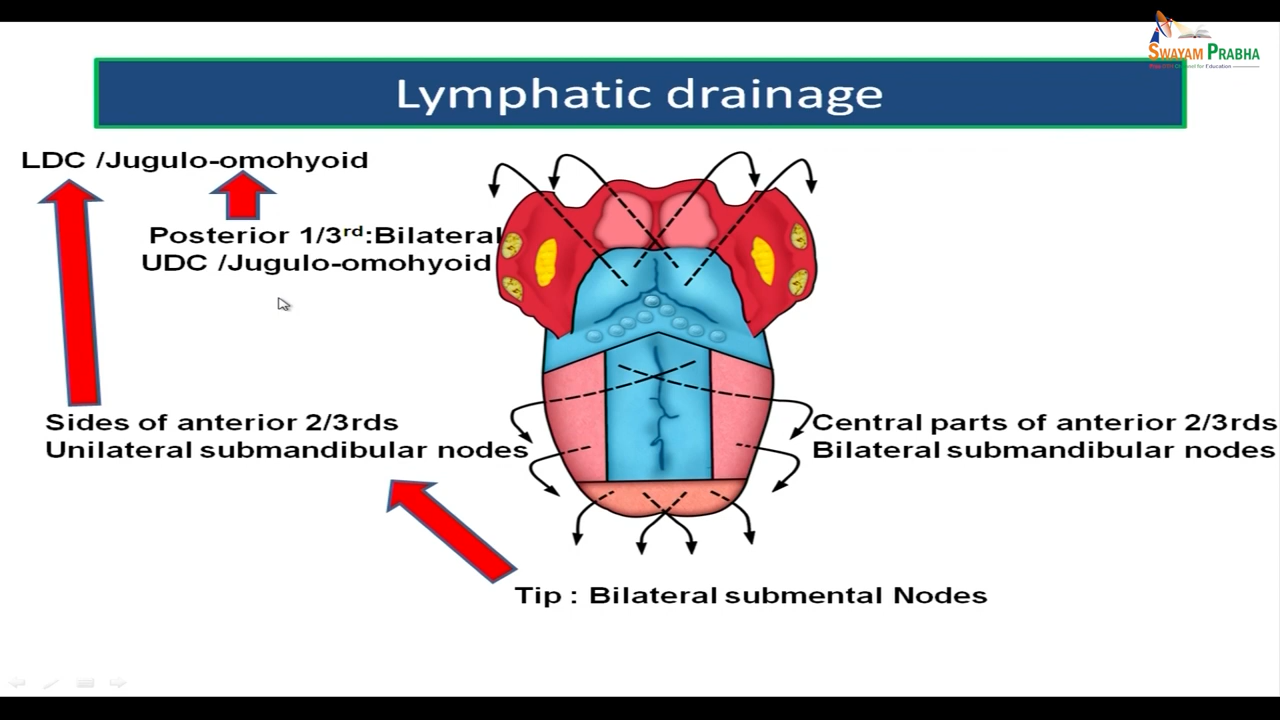 SWAYAM PRABHA
Lymphatic drainage
LDC /Jugulo-omohyoid
Posterior 1/3rd:Bilateral
UDC /Jugulo-omohyoid
Sides of anterior 2/3rds
Unilateral submandibular nodes
Central parts of anterior 2/3rds
Bilateral submandibular nodes
Tip : Bilateral submental Nodes